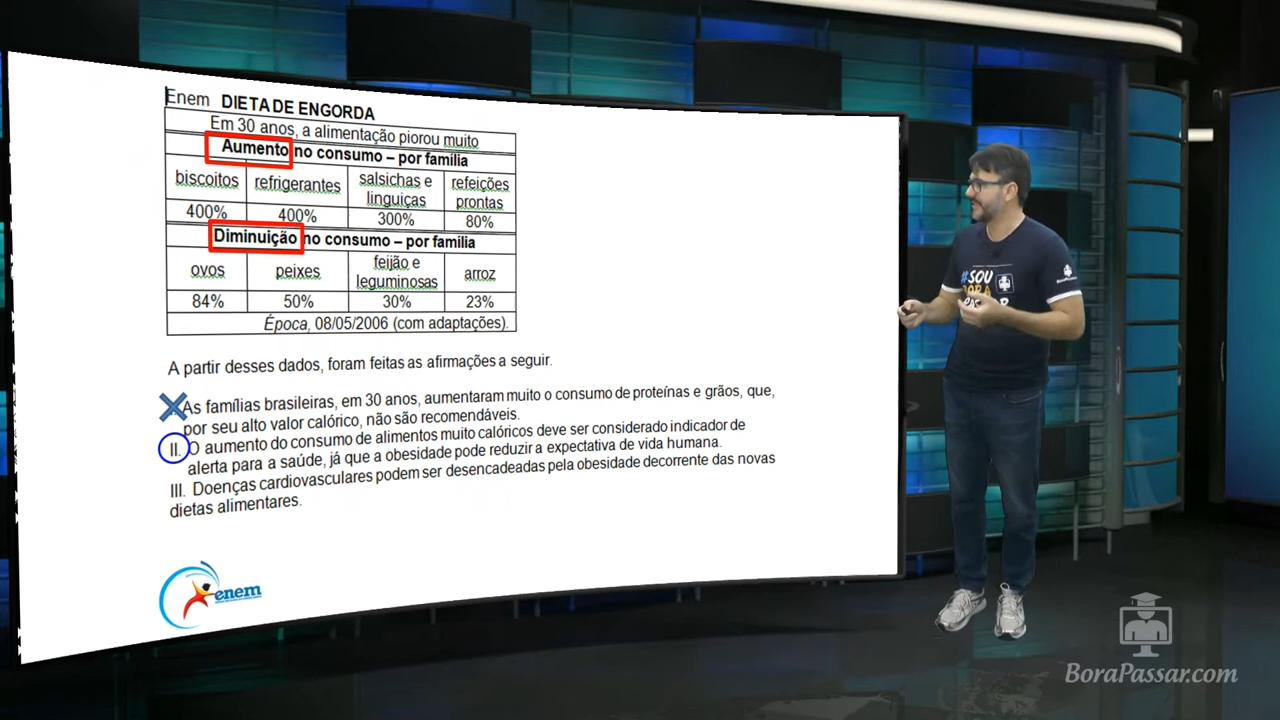 Enem DIETA DE ENGORDA
Em 30 anos, a alimentação piorou muito
Aumento no consumo – por família
biscoitos refrigerantes salsichas e linguiças refeições prontas
400% 400% 300% 80%
Diminuição no consumo – por família
ovos peixes feijão e leguminosas arroz
84% 50% 30% 23%
Época, 08/05/2006 (com adaptações).
A partir desses dados, foram feitas as afirmações a seguir.
As famílias brasileiras, em 30 anos, aumentaram muito o consumo de proteínas e grãos, que,
por seu alto valor calórico, não são recomendáveis.
II. O aumento do consumo de alimentos muito calóricos deve ser considerado indicador de
alerta para a saúde, já que a obesidade pode reduzir a expectativa de vida humana.
III. Doenças cardiovasculares podem ser desencadeadas pela obesidade decorrente das novas
dietas alimentares.
enem
#SOU
BORA
BoraPassar.com